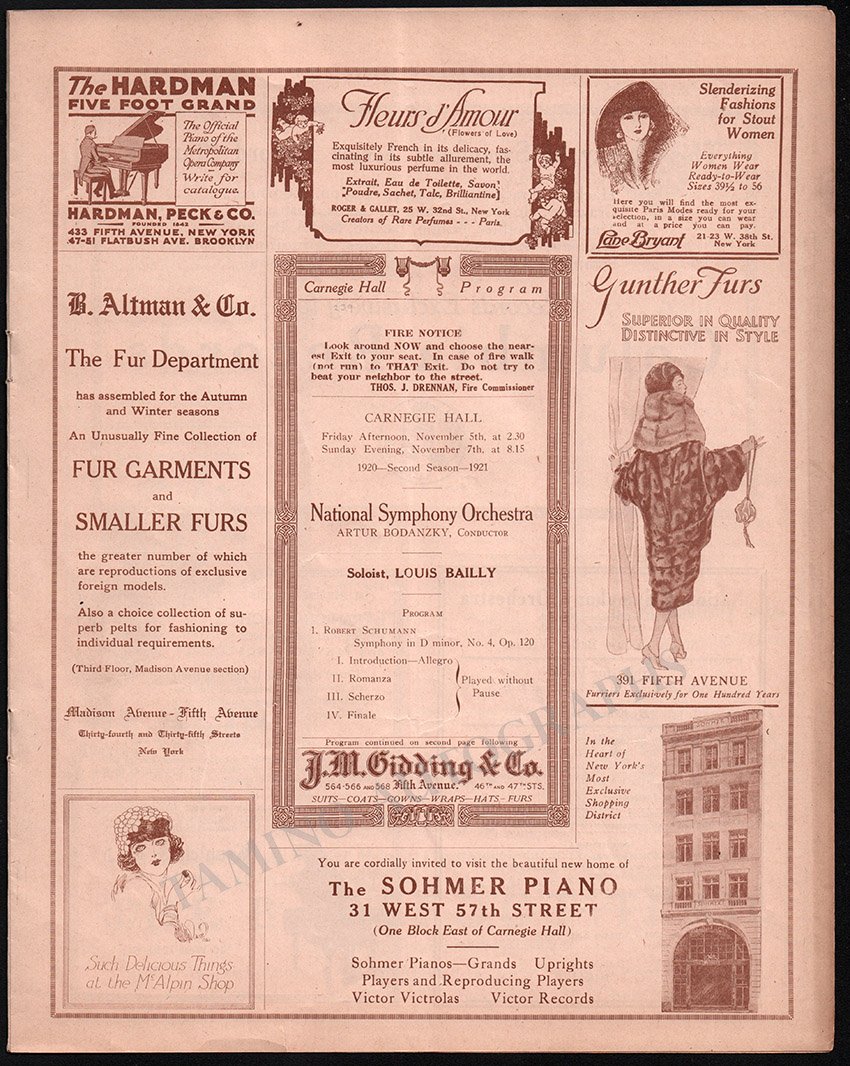 The HARDMAN
FIVE FOOT GRAND
The Official
Piano of the
Metropolitan
Opera Company
Write for
catalogue.
HARDMAN, PECK & CO.
FOUNDED 1842
433 FIFTH AVENUE, NEW YORK
47-51 FLATBUSH AVE. BROOKLYN
Fleurs d'Amour
(Flowers of Love)
Exquisitely French in its delicacy, fas-
cinating in its subtle allurement, the
most luxurious perfume in the world.
Extrait, Eau de Toilette, Savon
Poudre, Sachet, Talc, Brilliantine
ROGER & GALLET, 25 W. 32nd St., New York
Creators of Rare Perfumes - - - Paris.
Slenderizing
Fashions
for Stout
Women
Everything
Women Wear
Ready-to-Wear
Sizes 39½ to 56
Here you will find the most ex-
quisite Paris Modes ready for your
selection, in a size you can wear
and at a price you can pay.
Lane Bryant 21-23 W. 38th St.
New York
B. Altman & Co.
The Fur Department
has assembled for the Autumn
and Winter seasons
An Unusually Fine Collection of
FUR GARMENTS
and
SMALLER FURS
the greater number of which
are reproductions of exclusive
foreign models.
Also a choice collection of su-
perb pelts for fashioning to
individual requirements.
(Third Floor, Madison Avenue section)
Madison Avenue - Fifth Avenue
Thirty-fourth and Thirty-fifth Streets
New York
Such Delicious Things
at the McAlpin Shop
Carnegie Hall Program
FIRE NOTICE
Look around NOW and choose the near-
est Exit to your seat. In case of fire walk
(not run) to THAT Exit. Do not try to
beat your neighbor to the street.
THOS. J. DRENNAN, Fire Commissioner
CARNEGIE HALL
Friday Afternoon, November 5th, at 2.30
Sunday Evening, November 7th, at 8.15
1920—Second Season—1921
National Symphony Orchestra
ARTUR BODANZKY, CONDUCTOR
Soloist, LOUIS BAILLY
PROGRAM
1. ROBERT SCHUMANN
Symphony in D minor, No. 4, Op. 120
I. Introduction—Allegro
II. Romanza
III. Scherzo
IV. Finale
Played without
Pause
Program continued on second page following
J.M. Gidding & Co.
564-566 AND 568 Fifth Avenue. 46TH AND 47TH STS.
SUITS—COATS—GOWNS—WRAPS—HATS—FURS
Gunther Furs
SUPERIOR IN QUALITY
DISTINCTIVE IN STYLE
391 FIFTH AVENUE
Furriers Exclusively for One Hundred Years
In the
Heart of
New York's
Most
Exclusive
Shopping
District
You are cordially invited to visit the beautiful new home of
The SOHMER PIANO
31 WEST 57th STREET
(One Block East of Carnegie Hall)
Sohmer Pianos—Grands Uprights
Players and Reproducing Players
Victor Victrolas Victor Records
TAMINO AUTOGRAPHS